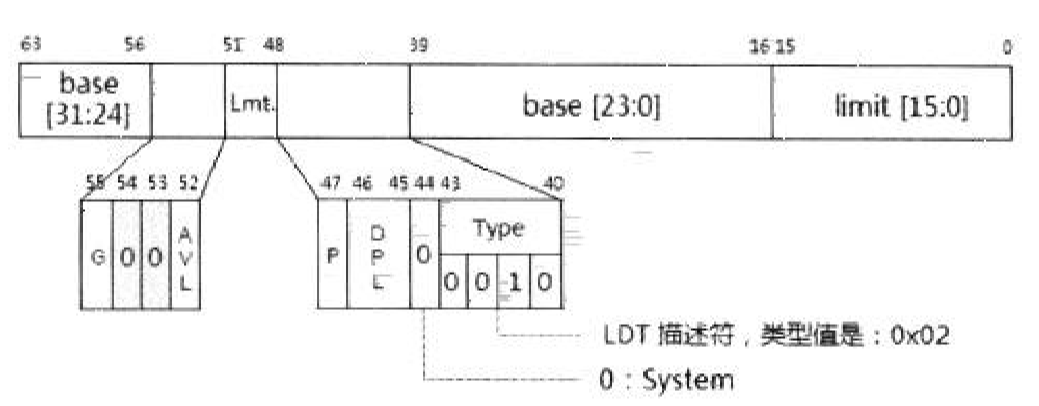 63 56 51 48 39 16 15 0
base [31:24]
Lmt.
base [23:0]
limit [15:0]
55 54 53 52
47 46 45 44 43 40
G 0 0 AVL
P DPL 0
Type
0 0 1 0
LDT 描述符，类型值是：0x02
0：System